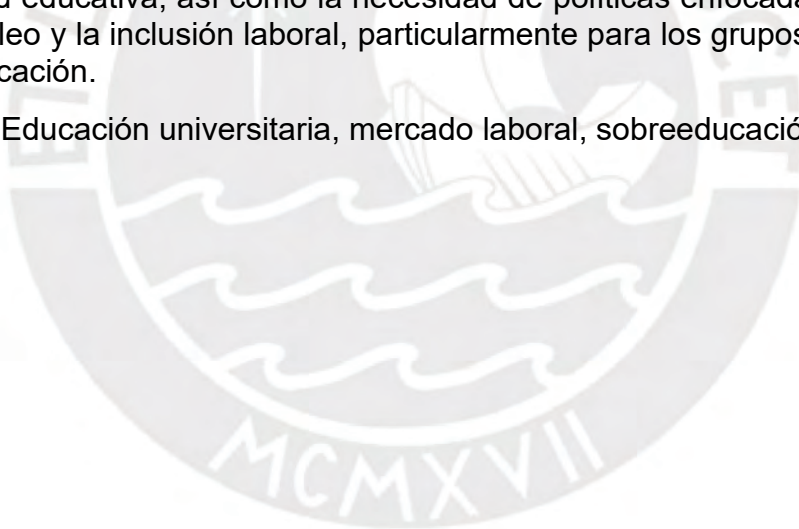 educativa, así como la necesidad de políticas enfocada
leo y la inclusión laboral, particularmente para los grupos
cación.
Educación universitaria, mercado laboral, sobreeducació
MCMXVII